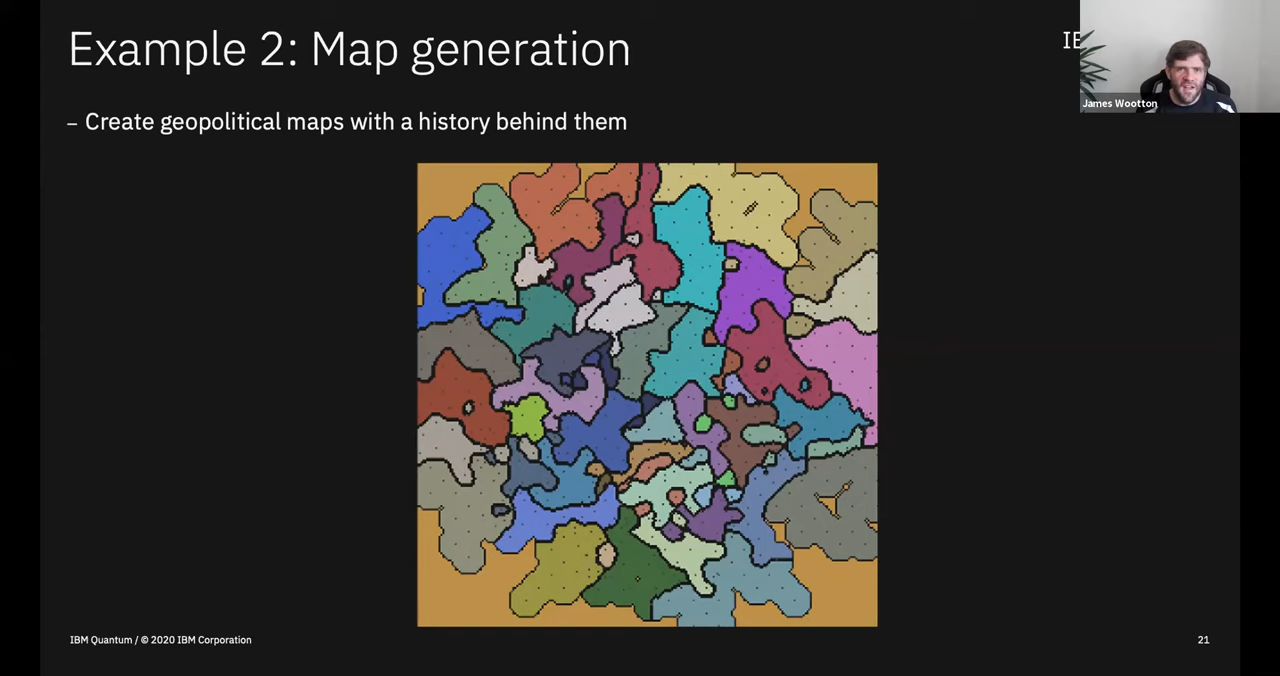 Example 2: Map generation
IE
James Wootton
– Create geopolitical maps with a history behind them
IBM Quantum / © 2020 IBM Corporation
21